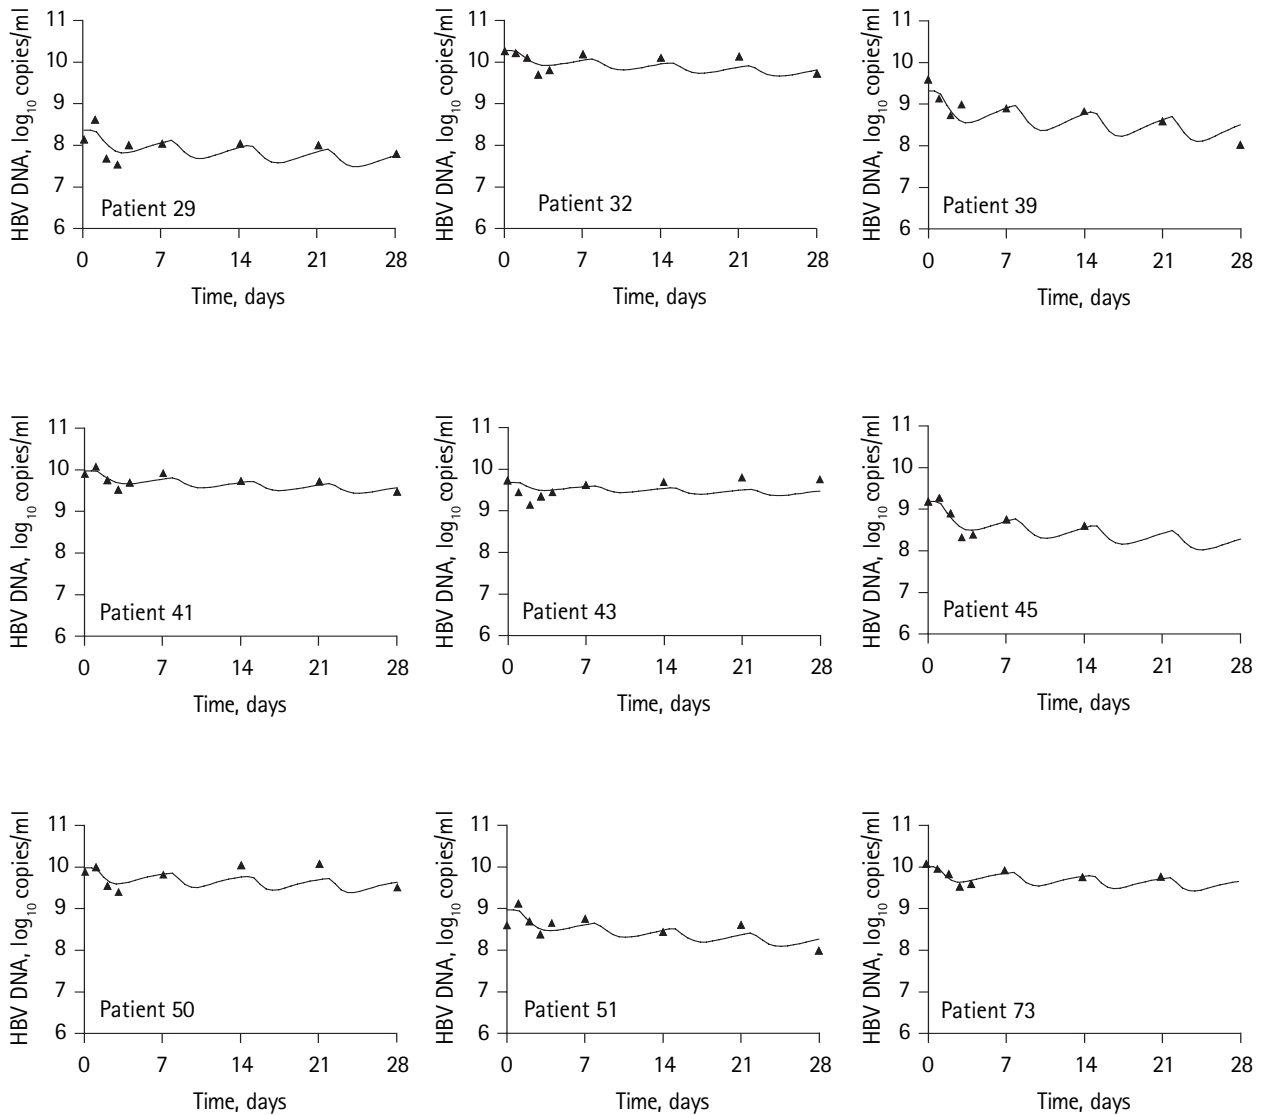 HBV DNA, log10 copies/ml
11
10
9
8
7
6
Patient 29
0 7 14 21 28
Time, days
HBV DNA, log10 copies/ml
11
10
9
8
7
6
Patient 32
0 7 14 21 28
Time, days
HBV DNA, log10 copies/ml
11
10
9
8
7
6
Patient 39
0 7 14 21 28
Time, days
HBV DNA, log10 copies/ml
11
10
9
8
7
6
Patient 41
0 7 14 21 28
Time, days
HBV DNA, log10 copies/ml
11
10
9
8
7
6
Patient 43
0 7 14 21 28
Time, days
HBV DNA, log10 copies/ml
11
10
9
8
7
6
Patient 45
0 7 14 21 28
Time, days
HBV DNA, log10 copies/ml
11
10
9
8
7
6
Patient 50
0 7 14 21 28
Time, days
HBV DNA, log10 copies/ml
11
10
9
8
7
6
Patient 51
0 7 14 21 28
Time, days
HBV DNA, log10 copies/ml
11
10
9
8
7
6
Patient 73
0 7 14 21 28
Time, days